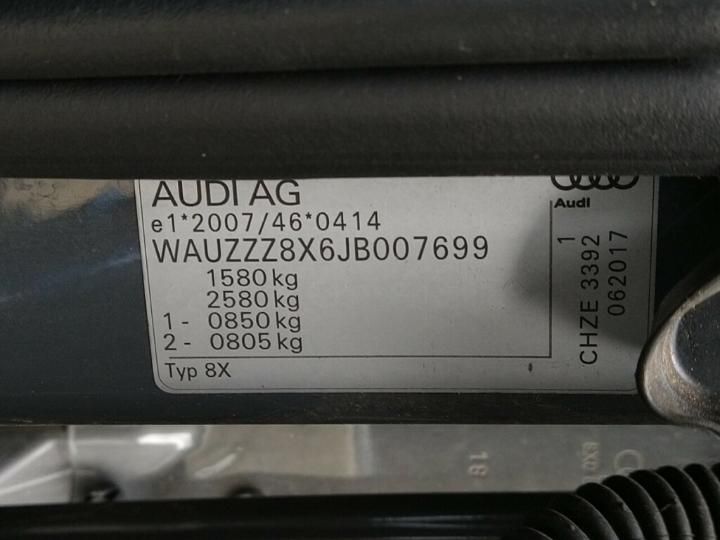 AUDI AG
Audi
e1*2007/46*0414
WAUZZZ8X6JB007699
1580 kg
2580 kg
1 - 0850 kg
2 - 0805 kg
Typ 8X
CHZE 3392 1
062017
18